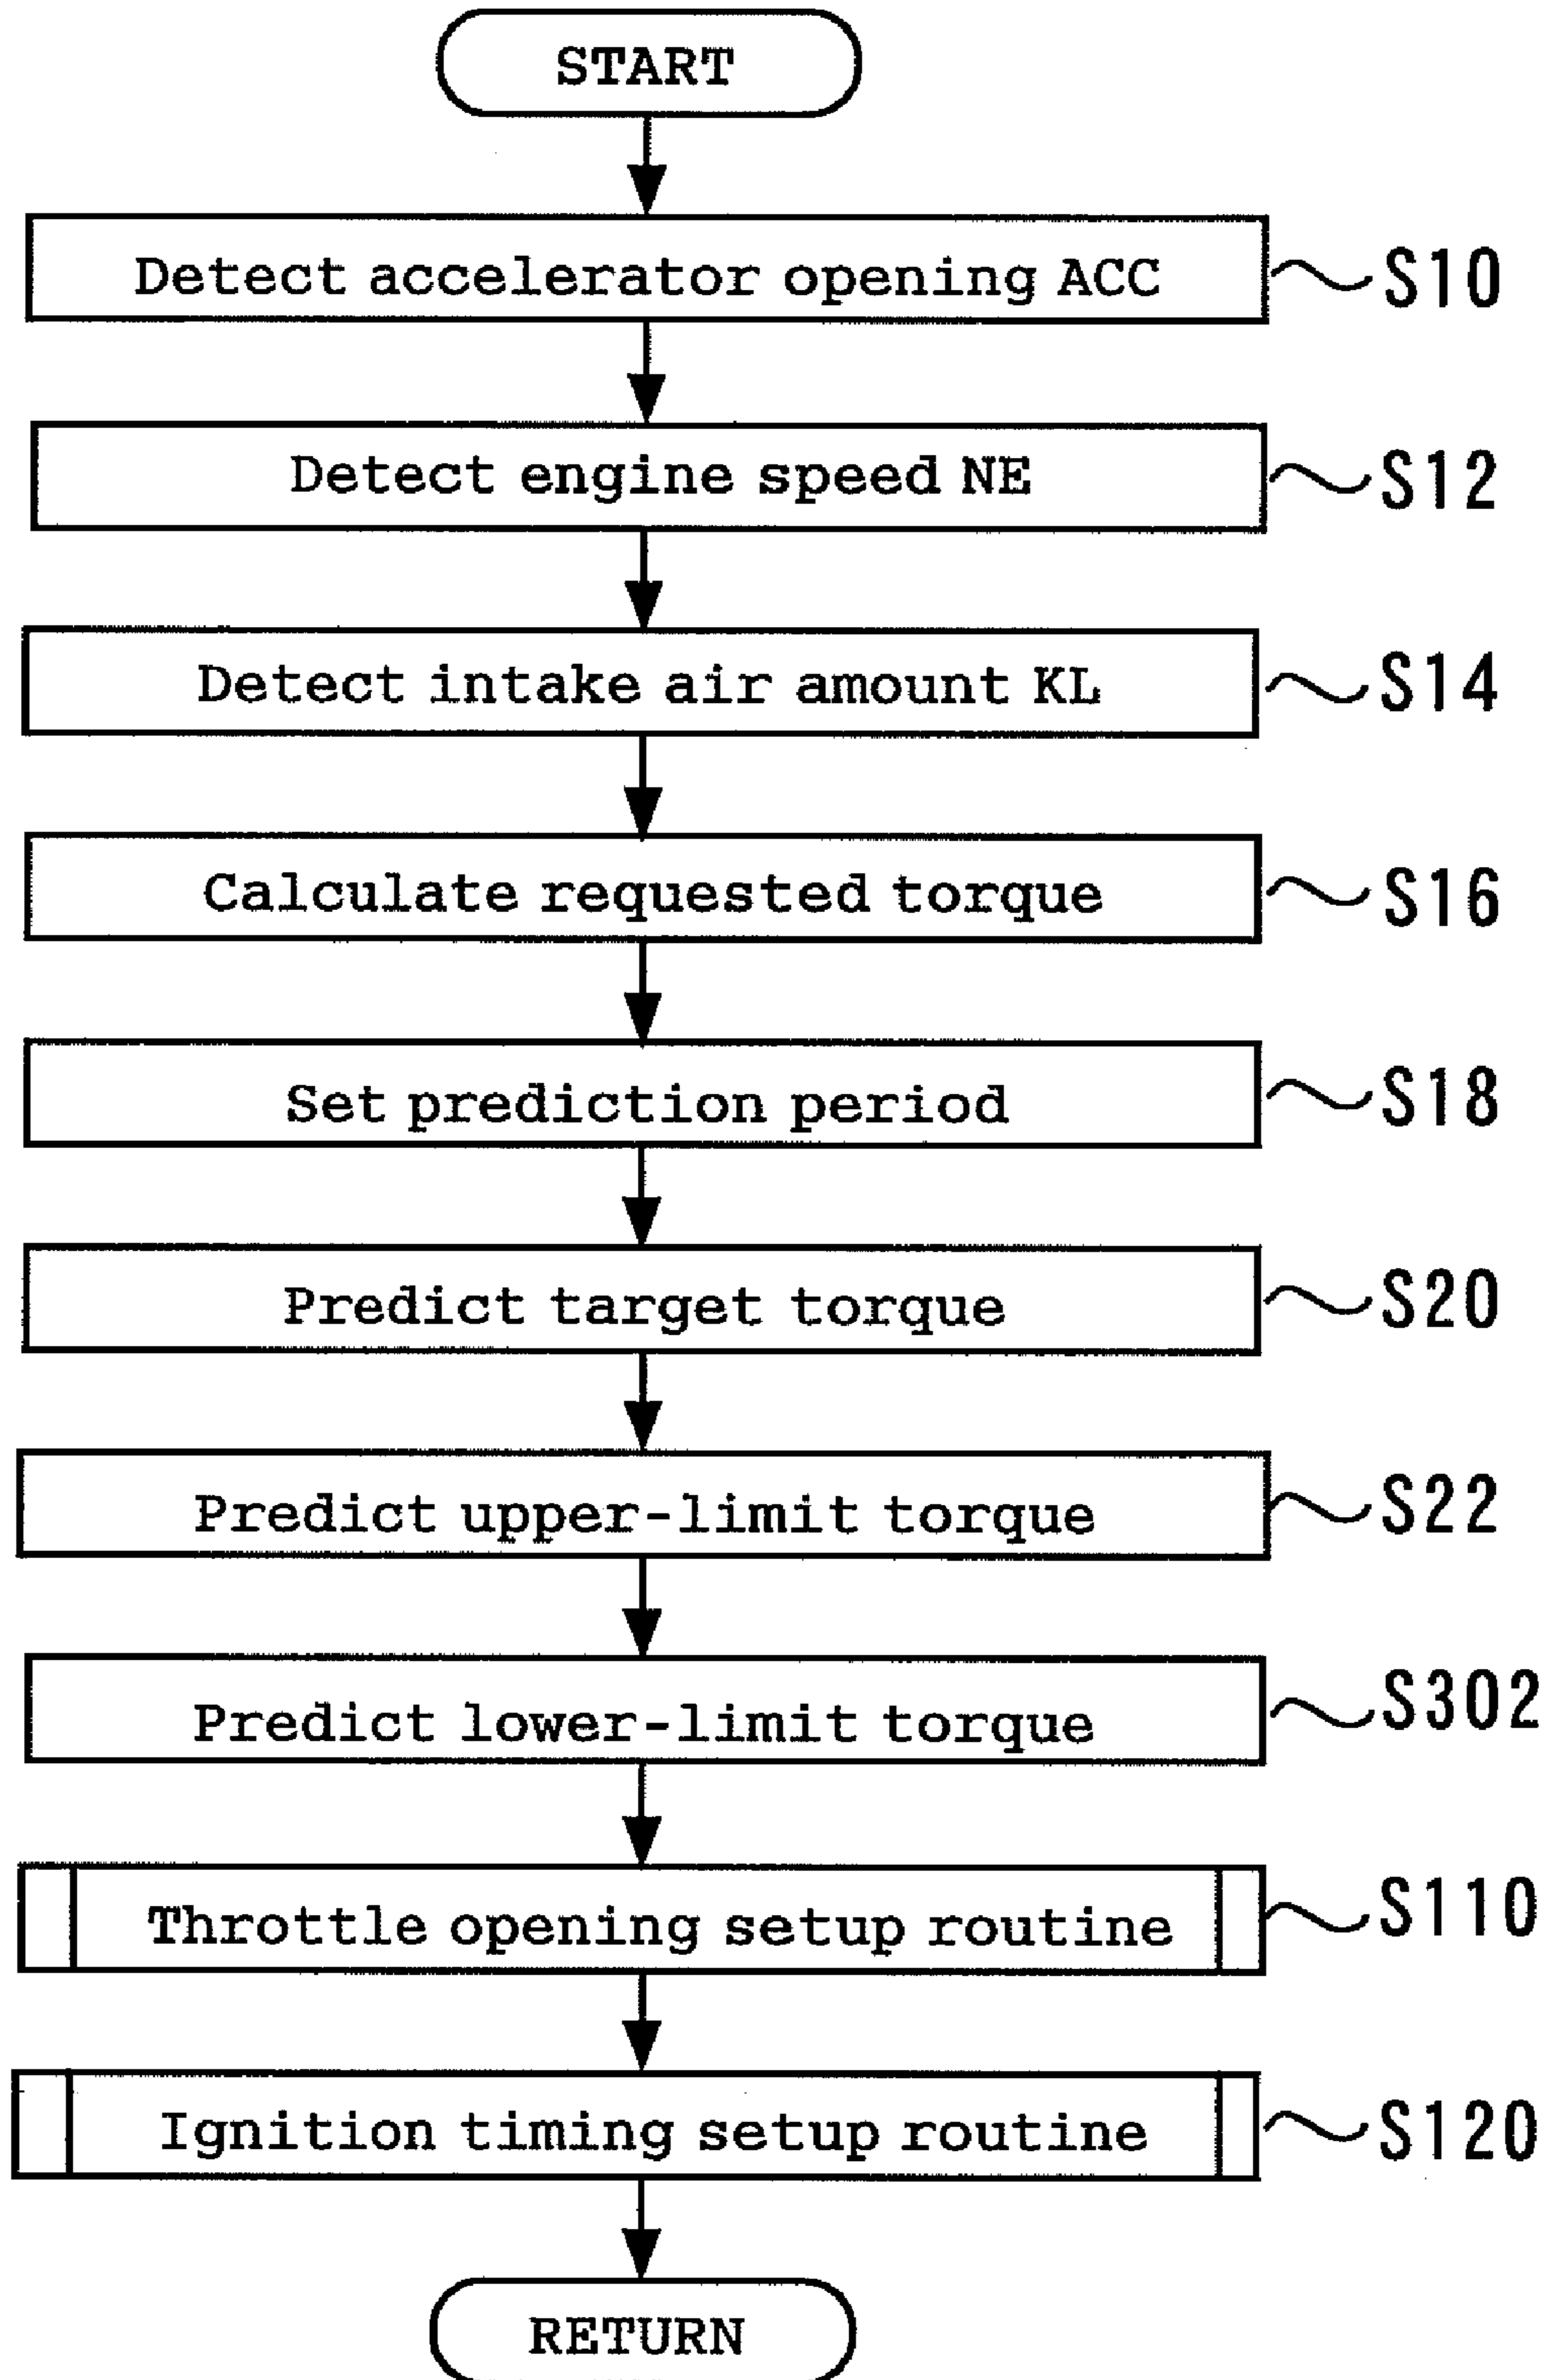 START
Detect accelerator opening ACC S10
Detect engine speed NE S12
Detect intake air amount KL S14
Calculate requested torque S16
Set prediction period S18
Predict target torque S20
Predict upper-limit torque S22
Predict lower-limit torque S302
Throttle opening setup routine S110
Ignition timing setup routine S120
RETURN